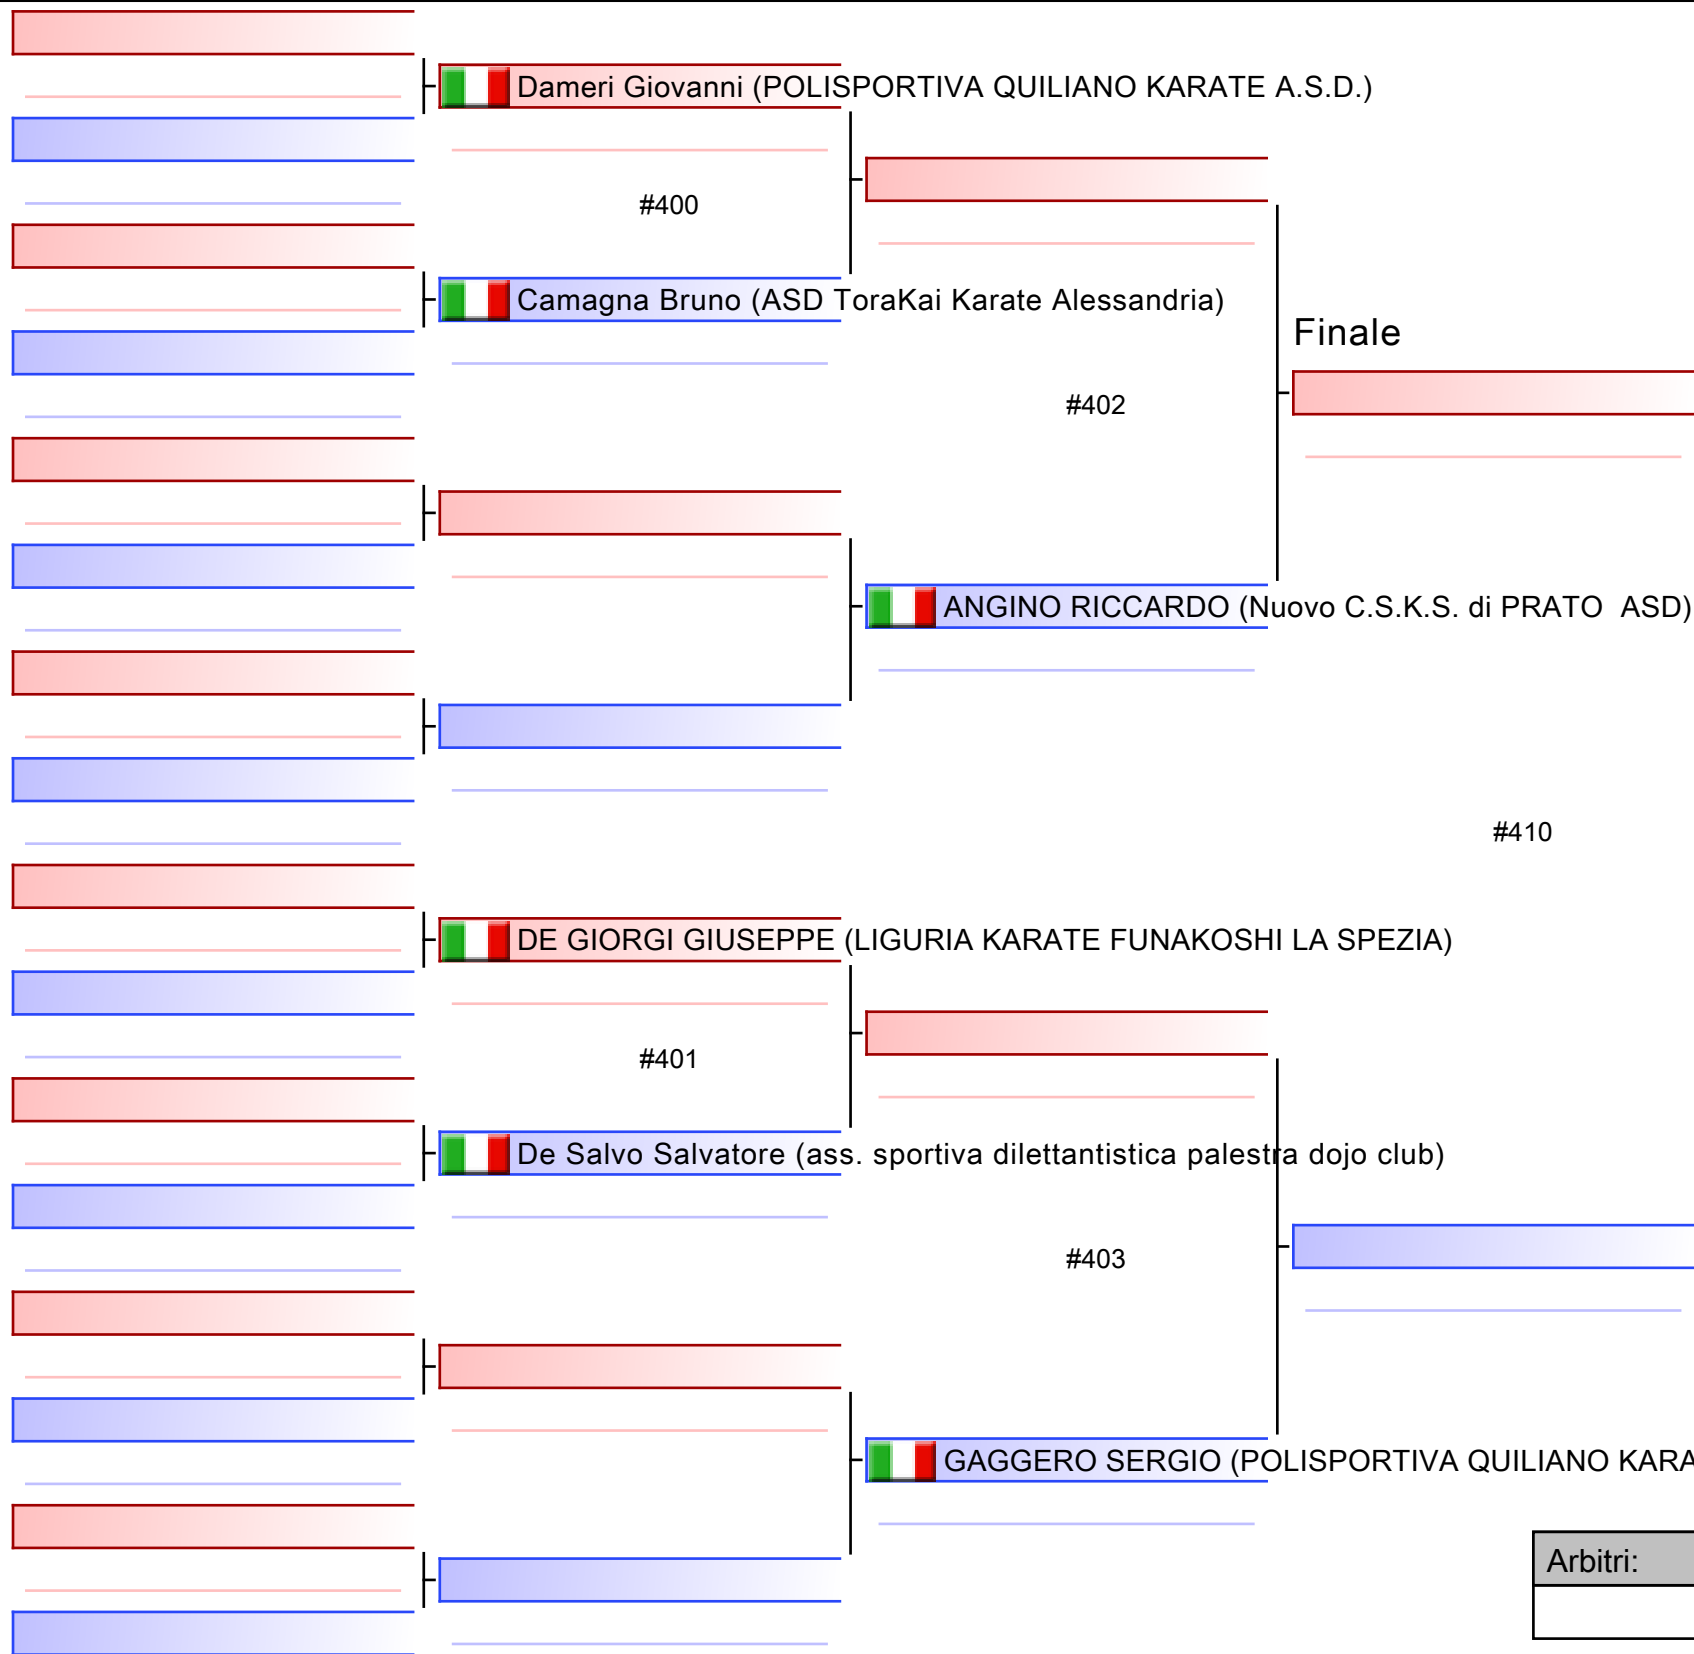 Dameri Giovanni (POLISPORTIVA QUILIANO KARATE A.S.D.)
#400
Camagna Bruno (ASD ToraKai Karate Alessandria)
Finale
#402
ANGINO RICCARDO (Nuovo C.S.K.S. di PRATO  ASD)
#410
DE GIORGI GIUSEPPE (LIGURIA KARATE FUNAKOSHI LA SPEZIA)
#401
De Salvo Salvatore (ass. sportiva dilettantistica palestra dojo club)
#403
GAGGERO SERGIO (POLISPORTIVA QUILIANO KARA
Arbitri: